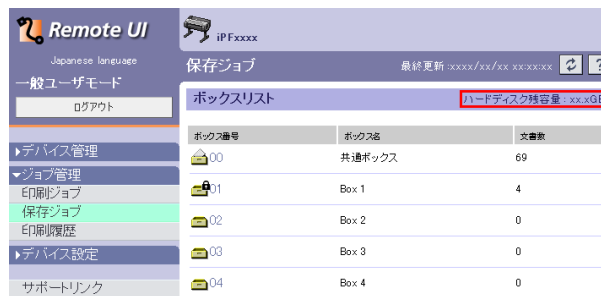 Remote UI
iPFxxxx
Japanese language
保存ジョブ
最終更新:xxxx/xx/xx xx:xx:xx
?
一般ユーザモード
ログアウト
ボックスリスト
ハードディスク残容量：xx.xGB
ボックス番号 ボックス名 文書数
00 共通ボックス 69
01 Box 1 4
02 Box 2 0
03 Box 3 0
04 Box 4 0
デバイス管理
ジョブ管理
印刷ジョブ
保存ジョブ
印刷履歴
デバイス設定
サポートリンク